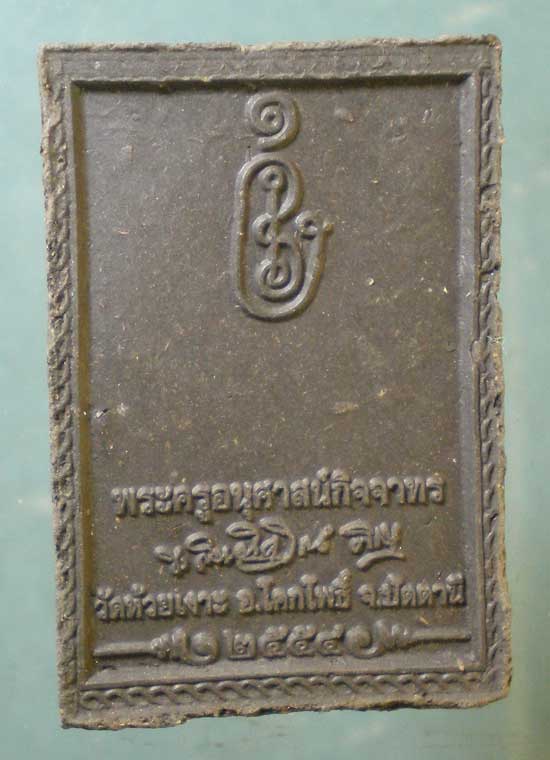 พระครูอนุศาสน์กิจจาทร
วัดห้วยเงาะ อ.โคกโพธิ์ จ.ปัตตานี
๒๕๕๔